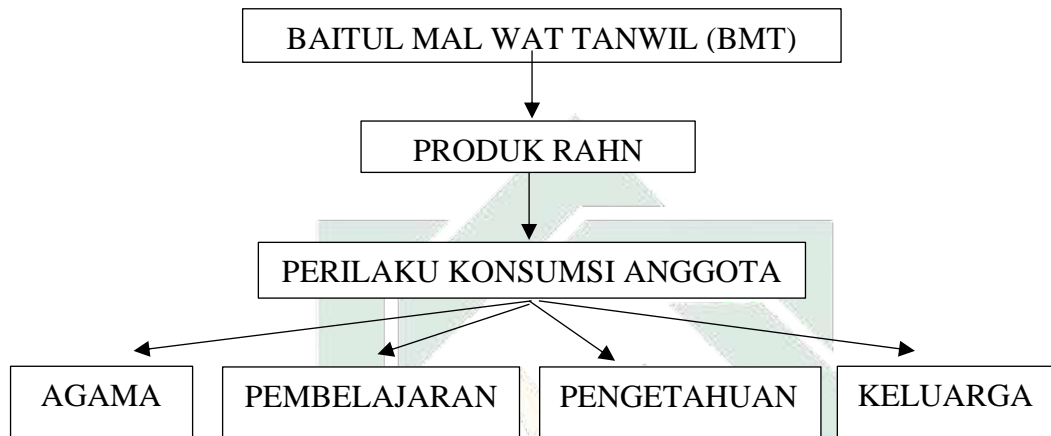 BAITUL MAL WAT TANWIL (BMT)
PRODUK RAHN
PERILAKU KONSUMSI ANGGOTA
AGAMA
PEMBELAJARAN
PENGETAHUAN
KELUARGA